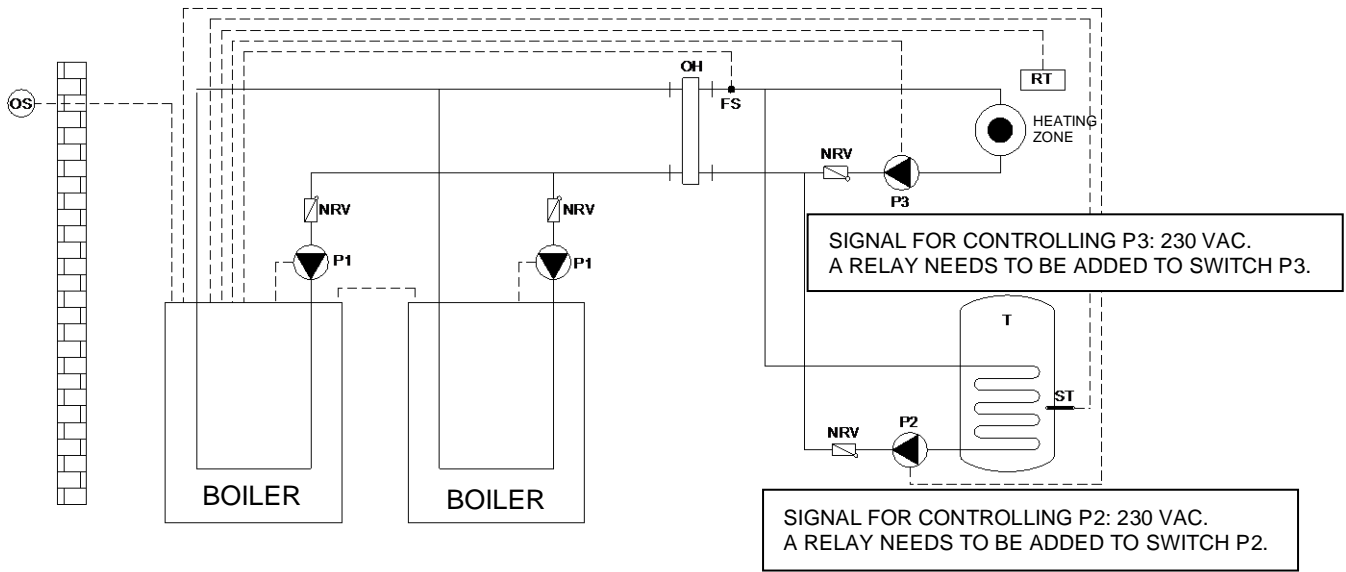 OH
RT
OS
FS
HEATING
ZONE
NRV
P3
NRV
NRV
P1
P1
SIGNAL FOR CONTROLLING P3: 230 VAC.
A RELAY NEEDS TO BE ADDED TO SWITCH P3.
T
ST
P2
NRV
BOILER
BOILER
SIGNAL FOR CONTROLLING P2: 230 VAC.
A RELAY NEEDS TO BE ADDED TO SWITCH P2.